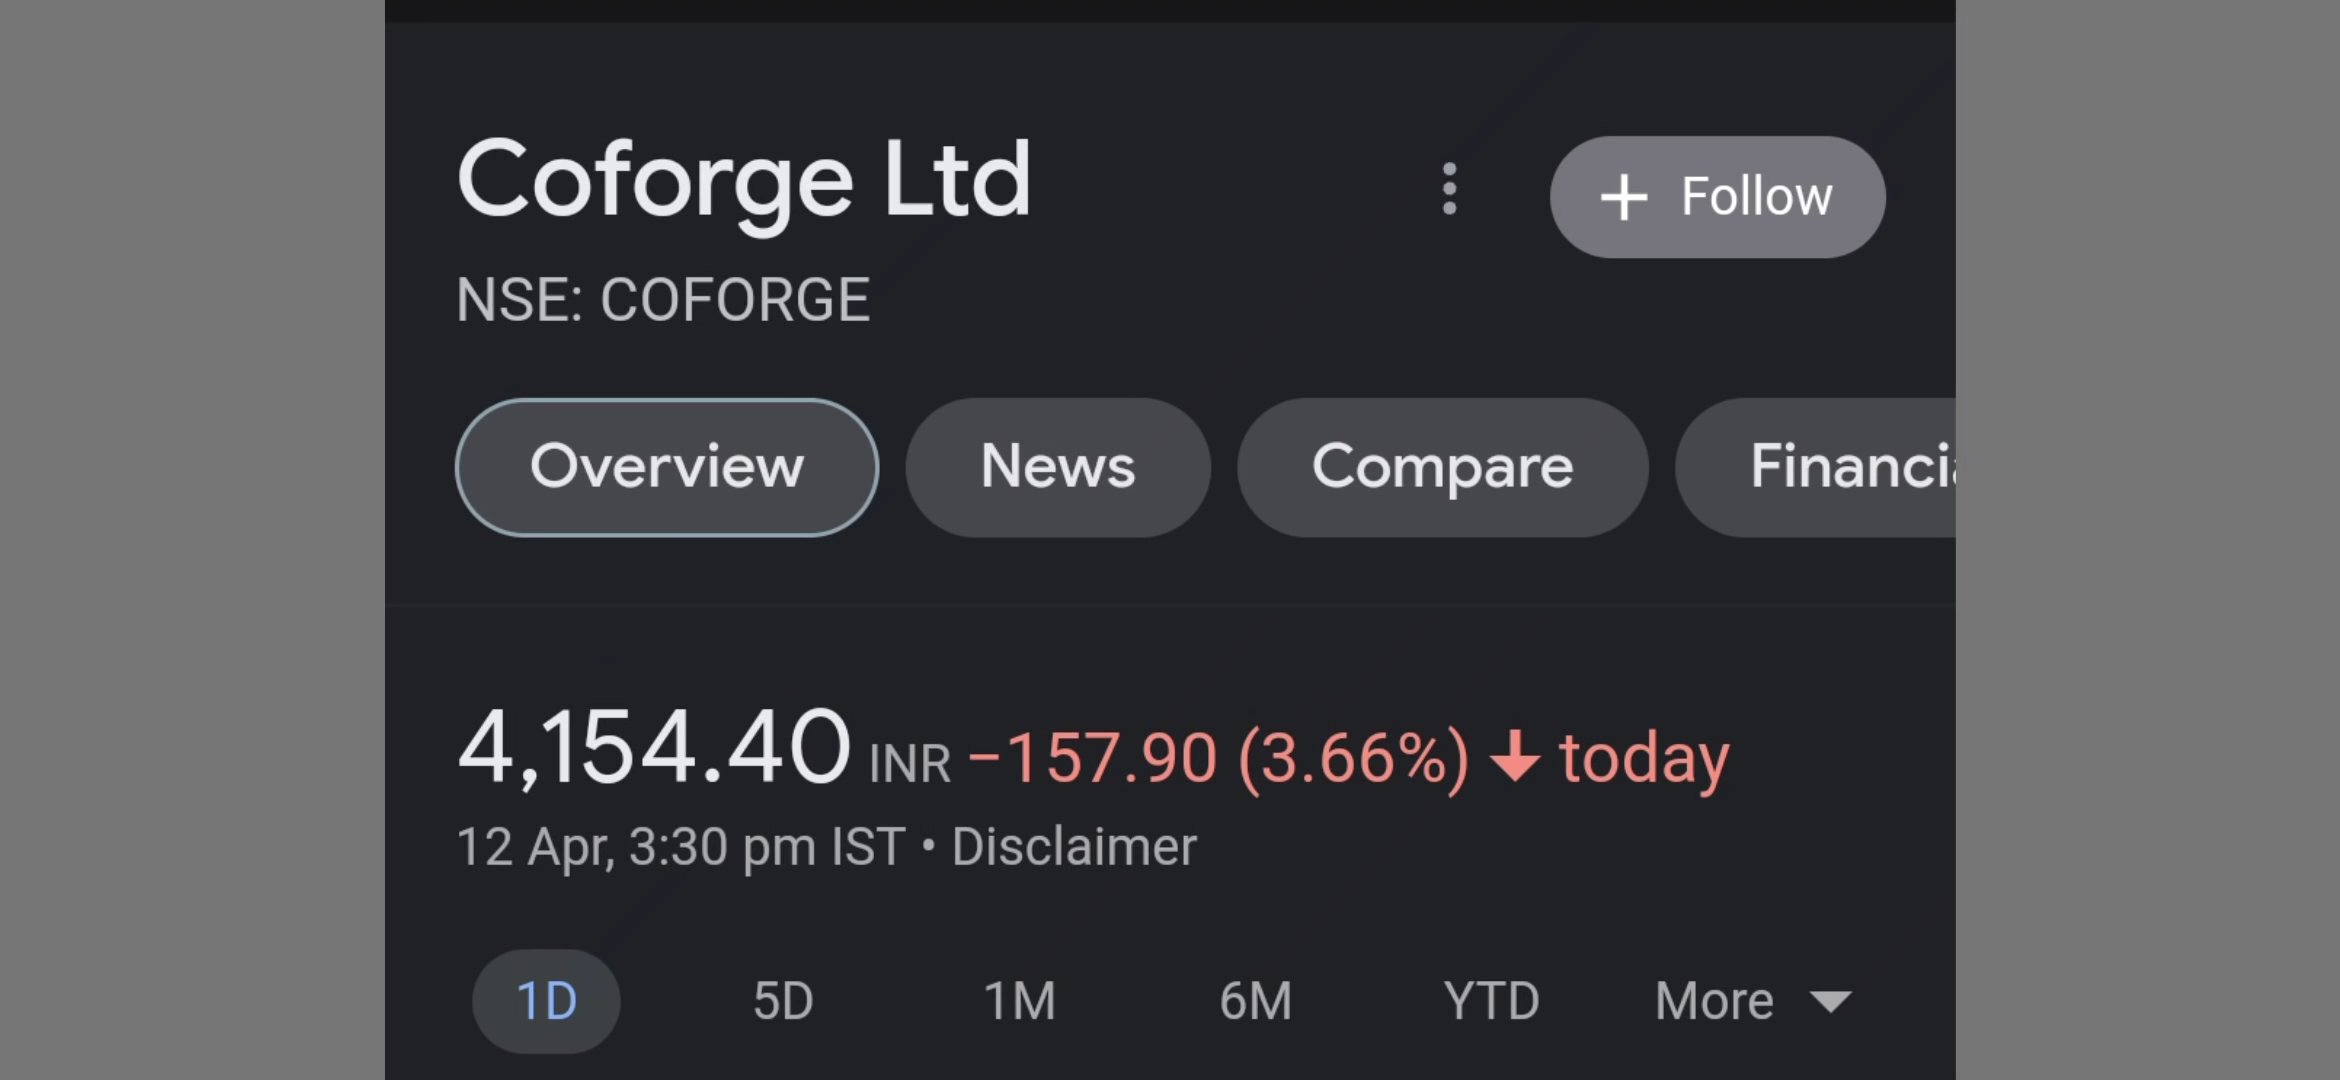 Coforge Ltd
+ Follow
NSE: COFORGE
Overview News Compare Financi
4,154.40 INR −157.90 (3.66%) ↓ today
12 Apr, 3:30 pm IST • Disclaimer
1D 5D 1M 6M YTD More